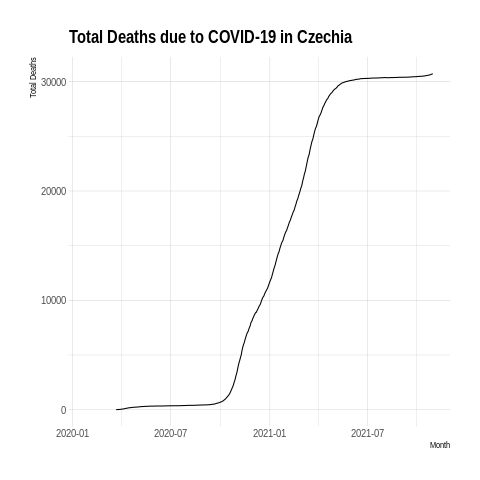 Total Deaths due to COVID-19 in Czechia
Total Deaths
30000
20000
10000
0
2020-01 2020-07 2021-01 2021-07
Month